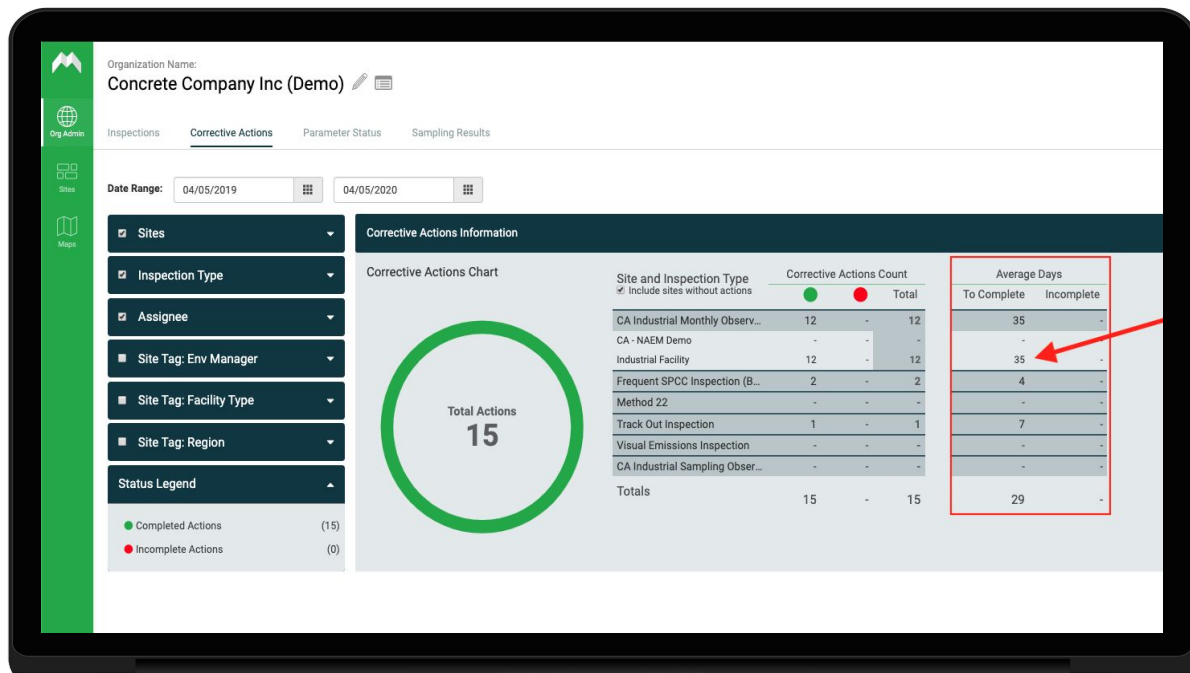 Organization Name:
Concrete Company Inc (Demo)
Org Admin
Sites
Maps
Inspections Corrective Actions Parameter Status Sampling Results
Date Range: 04/05/2019 04/05/2020
Sites
Inspection Type
Assignee
Site Tag: Env Manager
Site Tag: Facility Type
Site Tag: Region
Status Legend
Completed Actions (15)
Incomplete Actions (0)
Corrective Actions Information
Corrective Actions Chart
Total Actions
15
Site and Inspection Type Corrective Actions Count Average Days
Include sites without actions Total To Complete Incomplete
CA Industrial Monthly Observ... 12 - 12 35 -
CA - NAEM Demo - - - - -
Industrial Facility 12 - 12 35 -
Frequent SPCC Inspection (B... 2 - 2 4 -
Method 22 - - - - -
Track Out Inspection 1 - 1 7 -
Visual Emissions Inspection - - - - -
CA Industrial Sampling Obser... - - - - -
Totals 15 - 15 29 -